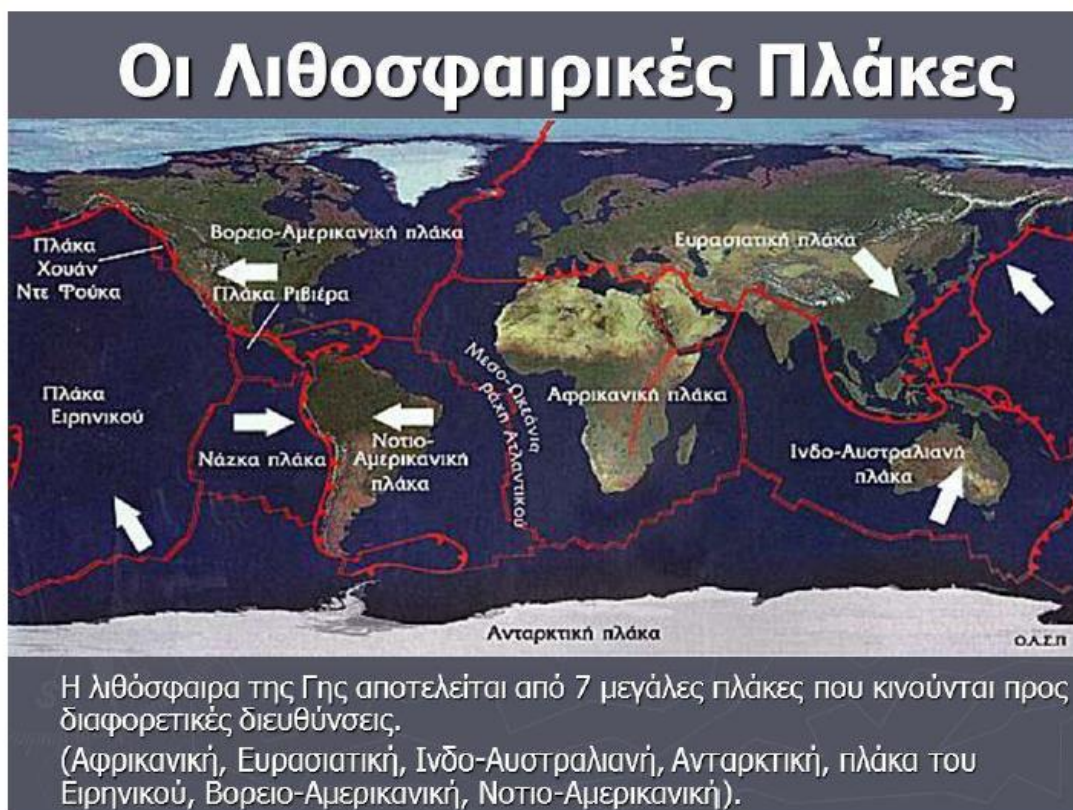 Οι Λιθοσφαιρικές Πλάκες
Πλάκα
Χουάν
Ντε Φούκα
Βορειο-Αμερικανική πλάκα
Πλάκα Ριβιέρα
Ευρασιατική πλάκα
Πλάκα
Ειρηνικού
Νάζκα πλάκα
Νοτιο-
Αμερικανική
πλάκα
Μεσο-Ωκεάνια
ράχη Ατλαντικού
Αφρικανική πλάκα
Ινδο-Αυστραλιανή
πλάκα
Ανταρκτική πλάκα
Ο.Α.Σ.Π
Η λιθόσφαιρα της Γης αποτελείται από 7 μεγάλες πλάκες που κινούνται προς
διαφορετικές διευθύνσεις.
(Αφρικανική, Ευρασιατική, Ινδο-Αυστραλιανή, Ανταρκτική, πλάκα του
Ειρηνικού, Βορειο-Αμερικανική, Νοτιο-Αμερικανική).